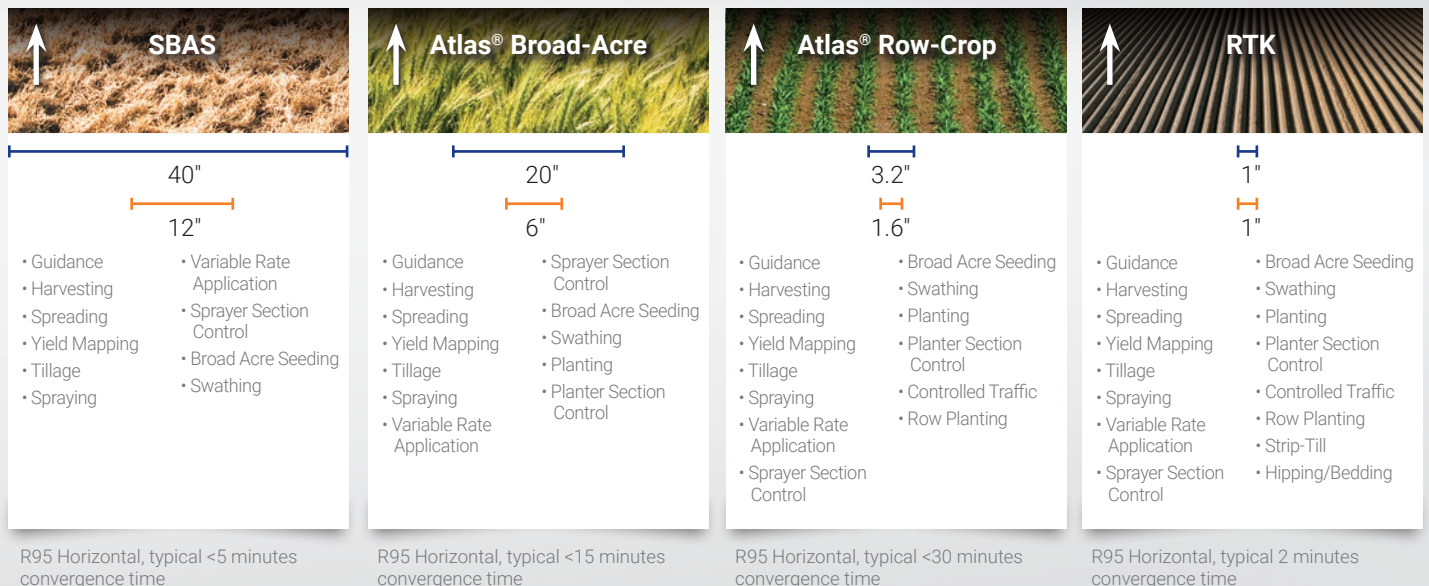 SBAS
40"
12"
• Guidance
• Harvesting
• Spreading
• Yield Mapping
• Tillage
• Spraying
• Variable Rate
Application
• Sprayer Section
Control
• Broad Acre Seeding
• Swathing
R95 Horizontal, typical <5 minutes
convergence time
Atlas® Broad-Acre
20"
6"
• Guidance
• Harvesting
• Spreading
• Yield Mapping
• Tillage
• Spraying
• Variable Rate
Application
• Sprayer Section
Control
• Broad Acre Seeding
• Swathing
• Planting
• Planter Section
Control
R95 Horizontal, typical <15 minutes
convergence time
Atlas® Row-Crop
3.2"
1.6"
• Guidance
• Harvesting
• Spreading
• Yield Mapping
• Tillage
• Spraying
• Variable Rate
Application
• Sprayer Section
Control
• Broad Acre Seeding
• Swathing
• Planting
• Planter Section
Control
• Controlled Traffic
• Row Planting
R95 Horizontal, typical <30 minutes
convergence time
RTK
1"
1"
• Guidance
• Harvesting
• Spreading
• Yield Mapping
• Tillage
• Spraying
• Variable Rate
Application
• Sprayer Section
Control
• Broad Acre Seeding
• Swathing
• Planting
• Planter Section
Control
• Controlled Traffic
• Row Planting
• Strip-Till
• Hipping/Bedding
R95 Horizontal, typical 2 minutes
convergence time